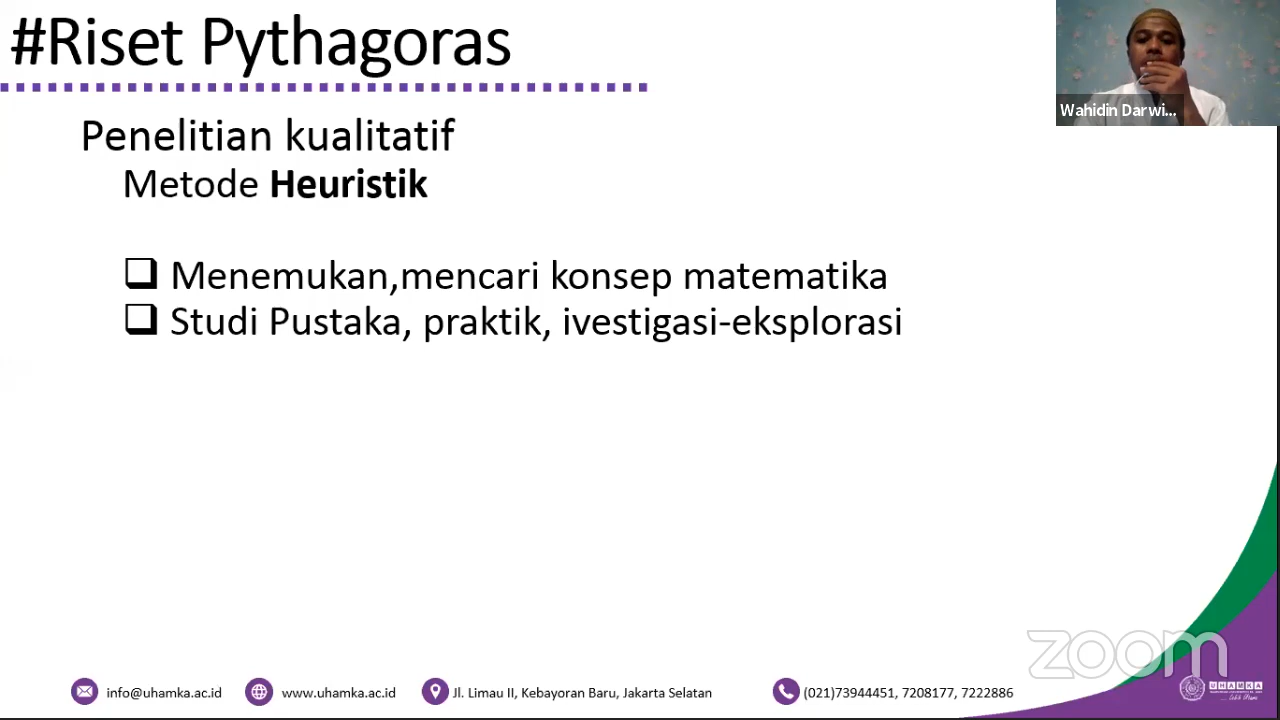 #Riset Pythagoras
Wahidin Darwi...
Penelitian kualitatif
Metode Heuristik
❑ Menemukan,mencari konsep matematika
❑ Studi Pustaka, praktik, ivestigasi-eksplorasi
zoom
info@uhamka.ac.id
www.uhamka.ac.id
Jl. Limau II, Kebayoran Baru, Jakarta Selatan
(021)73944451, 7208177, 7222886
UHAMKA